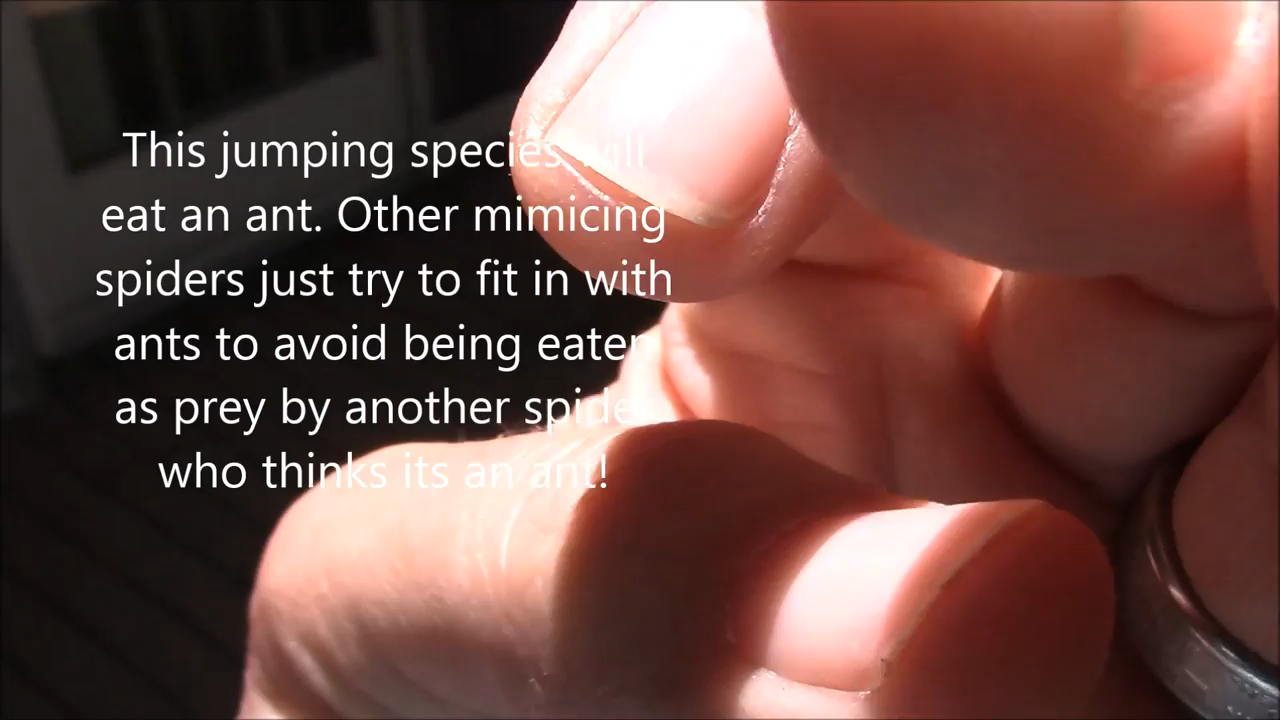 This jumping species will
eat an ant. Other mimicing
spiders just try to fit in with
ants to avoid being eaten
as prey by another spider
who thinks its an ant!